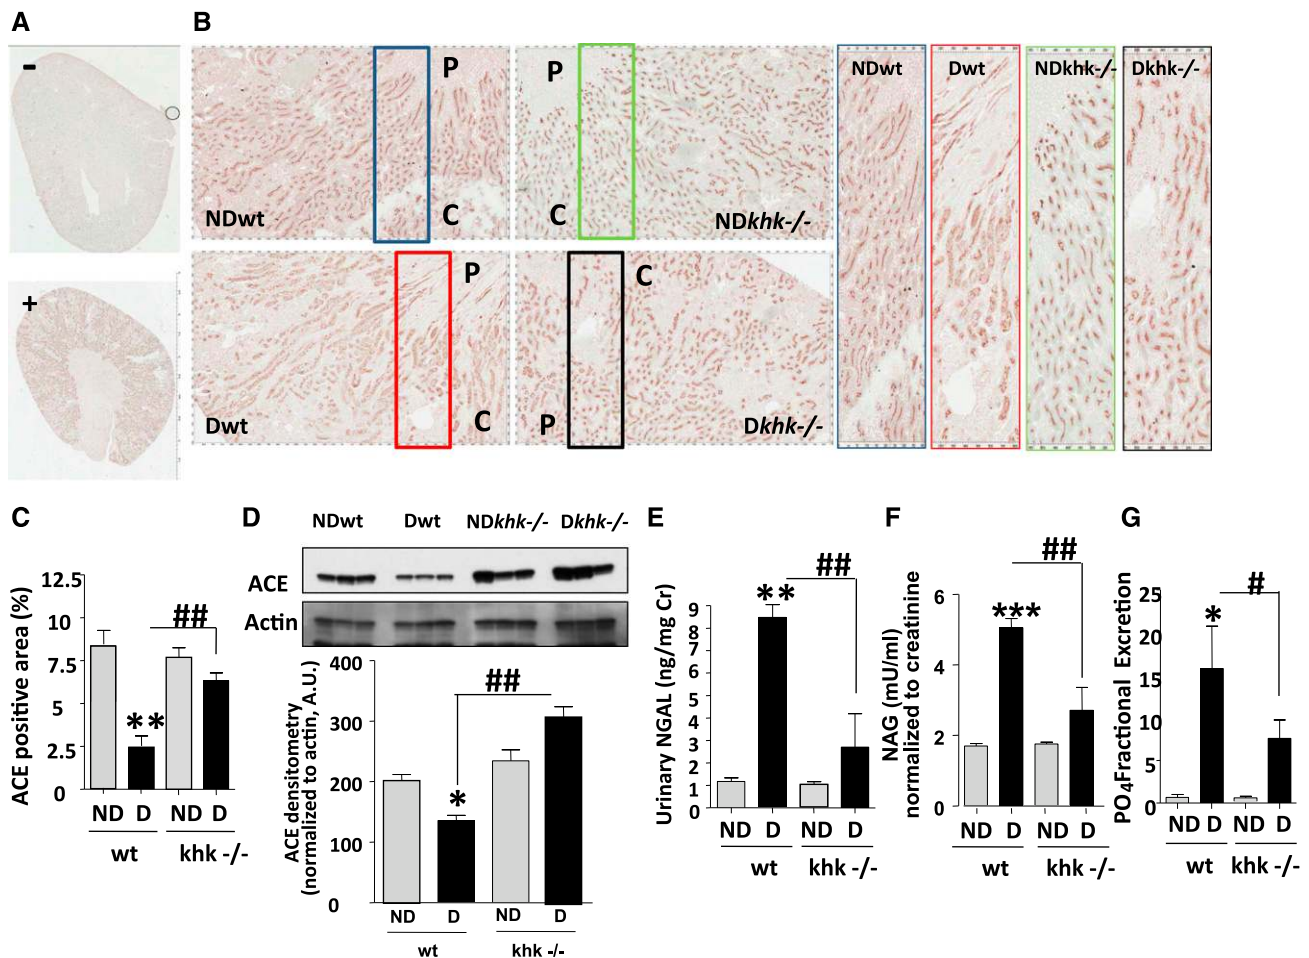 A
-
+
B
P
C
NDwt
P
C
NDkhk-/-
P
C
Dwt
C
P
Dkhk-/-
NDwt
Dwt
NDkhk-/-
Dkhk-/-
C
ACE positive area (%)
12.5
10
7.5
5
2.5
0
**
##
ND D ND D
wt khk -/-
D
NDwt Dwt NDkhk-/- Dkhk-/-
ACE
Actin
ACE densitometry
(normalized to actin, A.U.)
400
300
200
100
0
*
##
ND D ND D
wt khk -/-
E
Urinary NGAL (ng/mg Cr)
9
8
7
6
5
4
3
2
1
0
**
##
ND D ND D
wt khk -/-
F
NAG (mU/ml)
normalized to creatinine
6
4
2
0
***
##
ND D ND D
wt khk -/-
G
PO4Fractional Excretion
25
20
15
10
5
0
*
#
ND D ND D
wt khk -/-